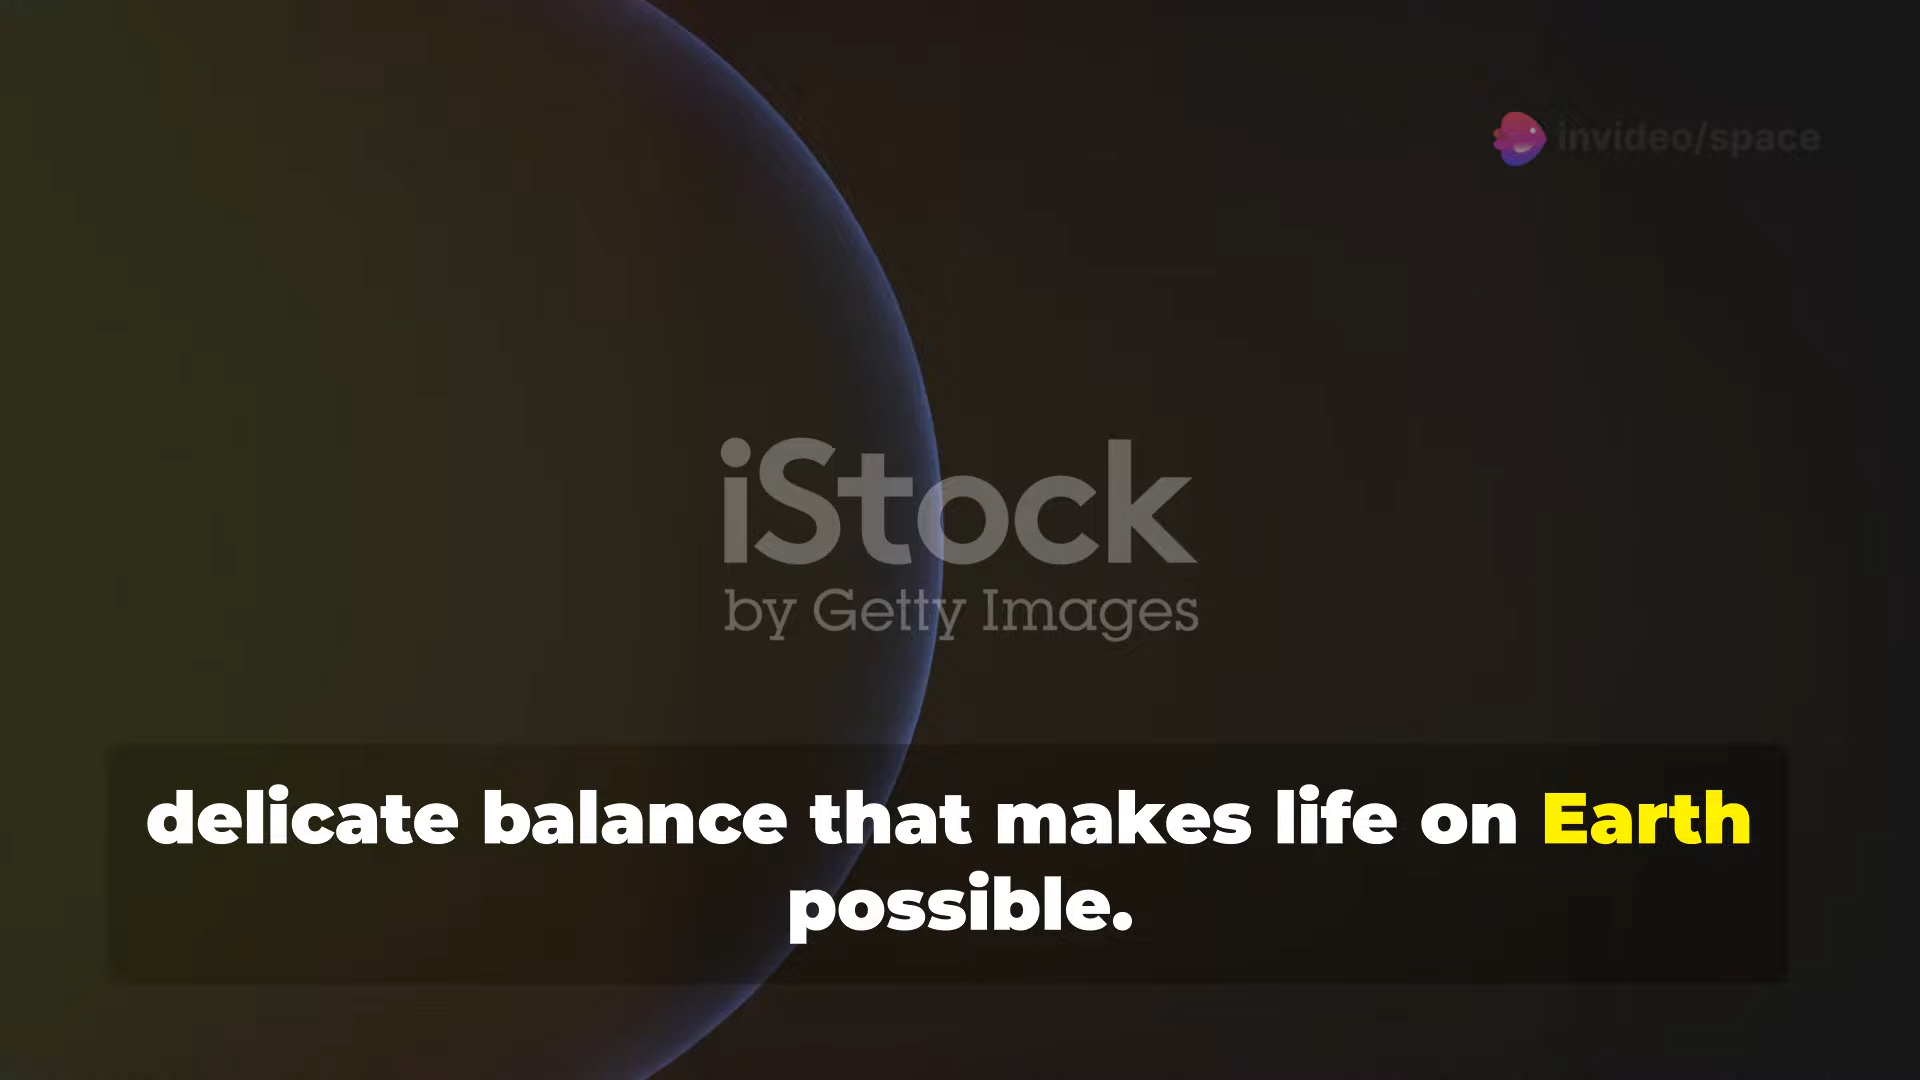 invideo/space
iStock
by Getty Images
delicate balance that makes life on Earth
possible.